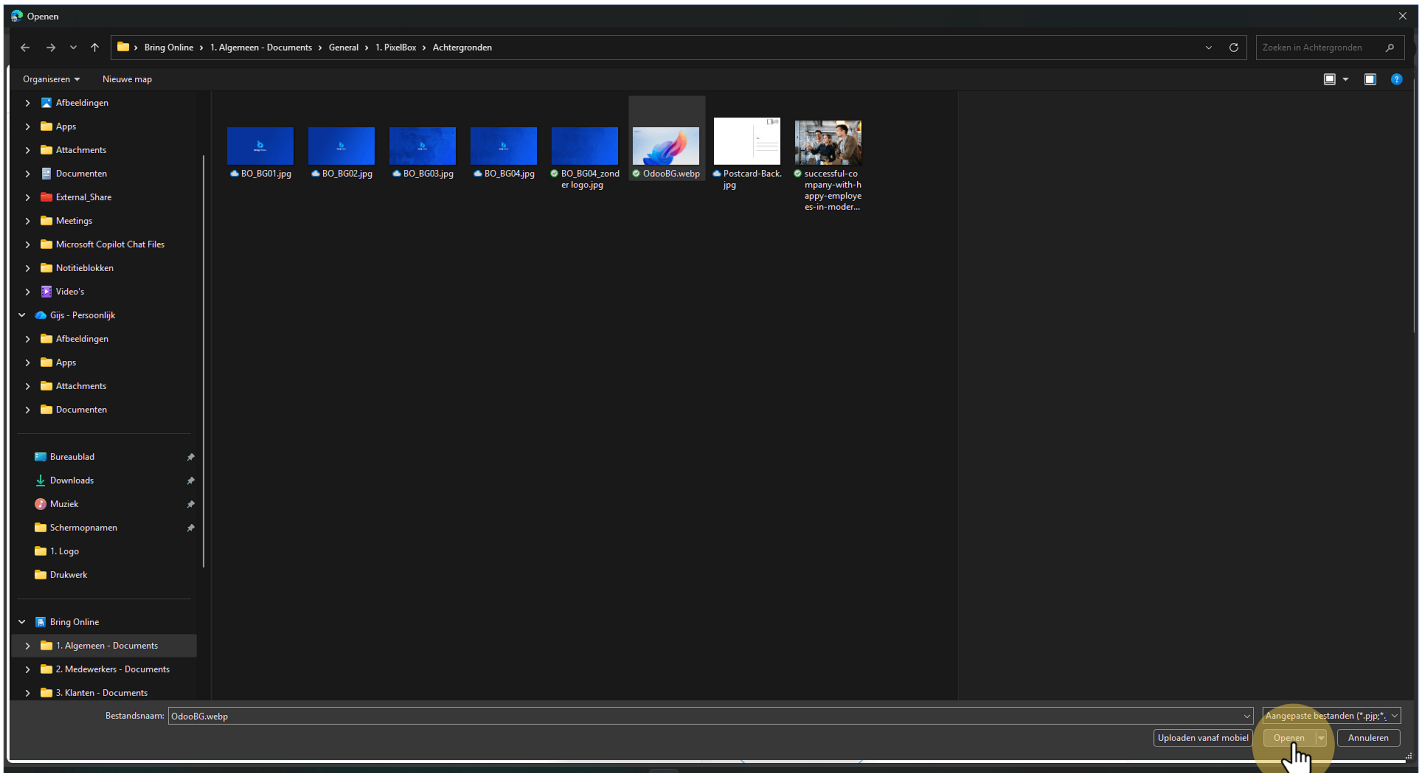 Openen
Bring Online > 1. Algemeen - Documents > General > 1. PixelBox > Achtergronden
Zoeken in Achtergronden
Organiseren
Nieuwe map
Afbeeldingen
Apps
Attachments
Documenten
External_Share
Meetings
Microsoft Copilot Chat Files
Notitieblokken
Video's
Gijs - Persoonlijk
Afbeeldingen
Apps
Attachments
Documenten
Bureaublad
Downloads
Muziek
Schermopnamen
1. Logo
Drukwerk
Bring Online
1. Algemeen - Documents
2. Medewerkers - Documents
3. Klanten - Documents
BO_BG01.jpg
BO_BG02.jpg
BO_BG03.jpg
BO_BG04.jpg
BO_BG04_zond
er logo.jpg
OdooBG.webp
Postcard-Back.
jpg
successful-co
mpany-with-h
appy-employe
es-in-moder...
Bestandsnaam:
OdooBG.webp
Aangepaste bestanden (*.pjp;*.
Uploaden vanaf mobiel
Openen
Annuleren